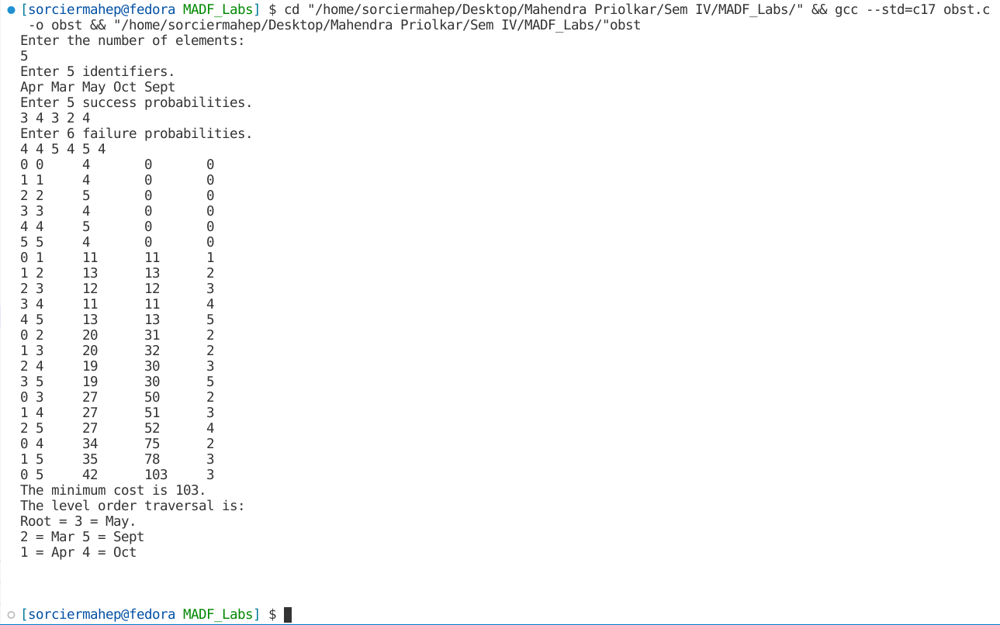 [sorciermahep@fedora MADF_Labs] $ cd "/home/sorciermahep/Desktop/Mahendra Priolkar/Sem IV/MADF_Labs/" && gcc --std=c17 obst.c
-o obst && "/home/sorciermahep/Desktop/Mahendra Priolkar/Sem IV/MADF_Labs/"obst
Enter the number of elements:
5
Enter 5 identifiers.
Apr Mar May Oct Sept
Enter 5 success probabilities.
3 4 3 2 4
Enter 6 failure probabilities.
4 4 5 4 5 4
0 0     4       0       0
1 1     4       0       0
2 2     5       0       0
3 3     4       0       0
4 4     5       0       0
5 5     4       0       0
0 1     11      11      1
1 2     13      13      2
2 3     12      12      3
3 4     11      11      4
4 5     13      13      5
0 2     20      31      2
1 3     20      32      2
2 4     19      30      3
3 5     19      30      5
0 3     27      50      2
1 4     27      51      3
2 5     27      52      4
0 4     34      75      2
1 5     35      78      3
0 5     42      103     3
The minimum cost is 103.
The level order traversal is:
Root = 3 = May.
2 = Mar 5 = Sept
1 = Apr 4 = Oct
[sorciermahep@fedora MADF_Labs] $